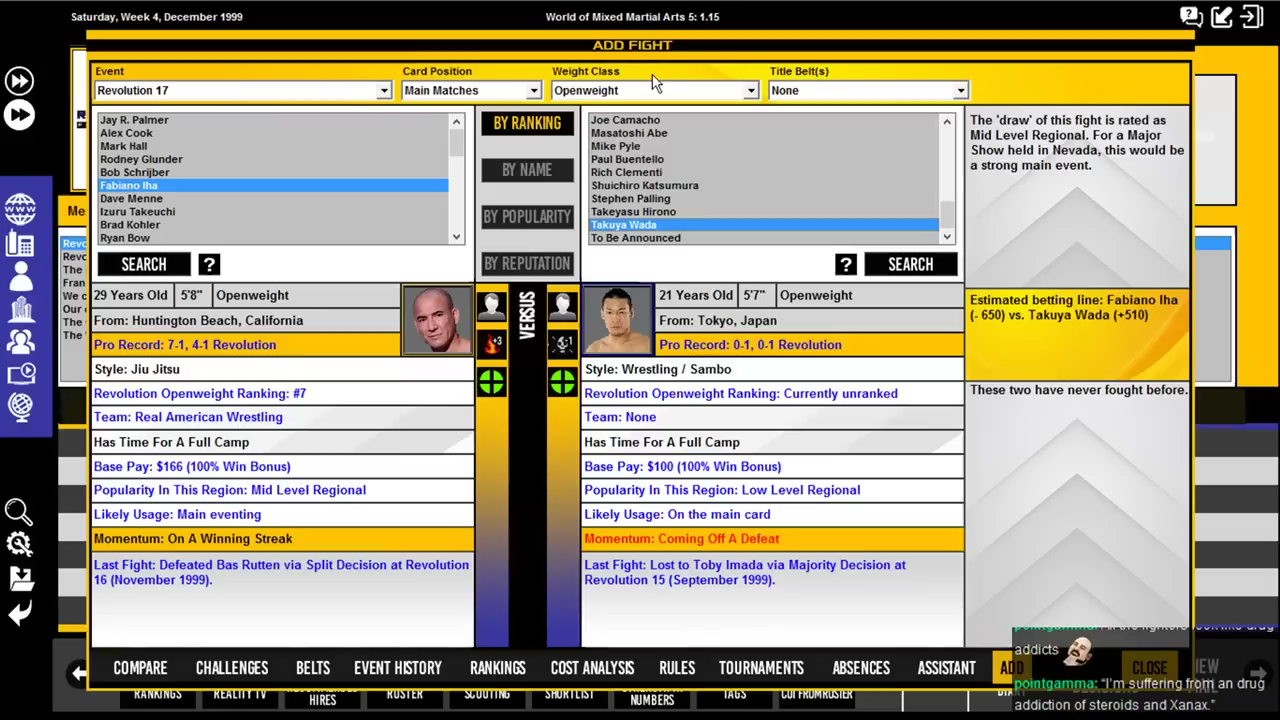 Saturday, Week 4, December 1999
World of Mixed Martial Arts 5: 1.15
ADD FIGHT
Event
Card Position
Weight Class
Title Belt(s)
Revolution 17
Main Matches
Openweight
None
Jay R. Palmer
Alex Cook
Mark Hall
Rodney Glunder
Bob Schrijber
Fabiano Iha
Dave Menne
Izuru Takeuchi
Brad Kohler
Ryan Bow
BY RANKING
BY NAME
BY POPULARITY
BY REPUTATION
Joe Camacho
Masatoshi Abe
Mike Pyle
Paul Buentello
Rich Clementi
Shuichiro Katsumura
Stephen Palling
Takeyasu Hirono
Takuya Wada
To Be Announced
SEARCH
?
?
SEARCH
The 'draw' of this fight is rated as
Mid Level Regional. For a Major
Show held in Nevada, this would be
a strong main event.
Estimated betting line: Fabiano Iha
(- 650) vs. Takuya Wada (+510)
These two have never fought before.
29 Years Old
5'8"
Openweight
From: Huntington Beach, California
Pro Record: 7-1, 4-1 Revolution
Style: Jiu Jitsu
Revolution Openweight Ranking: #7
Team: Real American Wrestling
Has Time For A Full Camp
Base Pay: $166 (100% Win Bonus)
Popularity In This Region: Mid Level Regional
Likely Usage: Main eventing
Momentum: On A Winning Streak
Last Fight: Defeated Bas Rutten via Split Decision at Revolution
16 (November 1999).
+3
VERSUS
-1
21 Years Old
5'7"
Openweight
From: Tokyo, Japan
Pro Record: 0-1, 0-1 Revolution
Style: Wrestling / Sambo
Revolution Openweight Ranking: Currently unranked
Team: None
Has Time For A Full Camp
Base Pay: $100 (100% Win Bonus)
Popularity In This Region: Low Level Regional
Likely Usage: On the main card
Momentum: Coming Off A Defeat
Last Fight: Lost to Toby Imada via Majority Decision at
Revolution 15 (September 1999).
COMPARE
CHALLENGES
BELTS
EVENT HISTORY
RANKINGS
COST ANALYSIS
RULES
TOURNAMENTS
ABSENCES
ASSISTANT
ADD
CLOSE
addicts
pointgamma: "I'm suffering from an drug
addiction of steroids and Xanax."
RANKINGS
REALITY TV
HIRES
ROSTER
SCOUTING
SHORTLIST
NUMBERS
TAGS